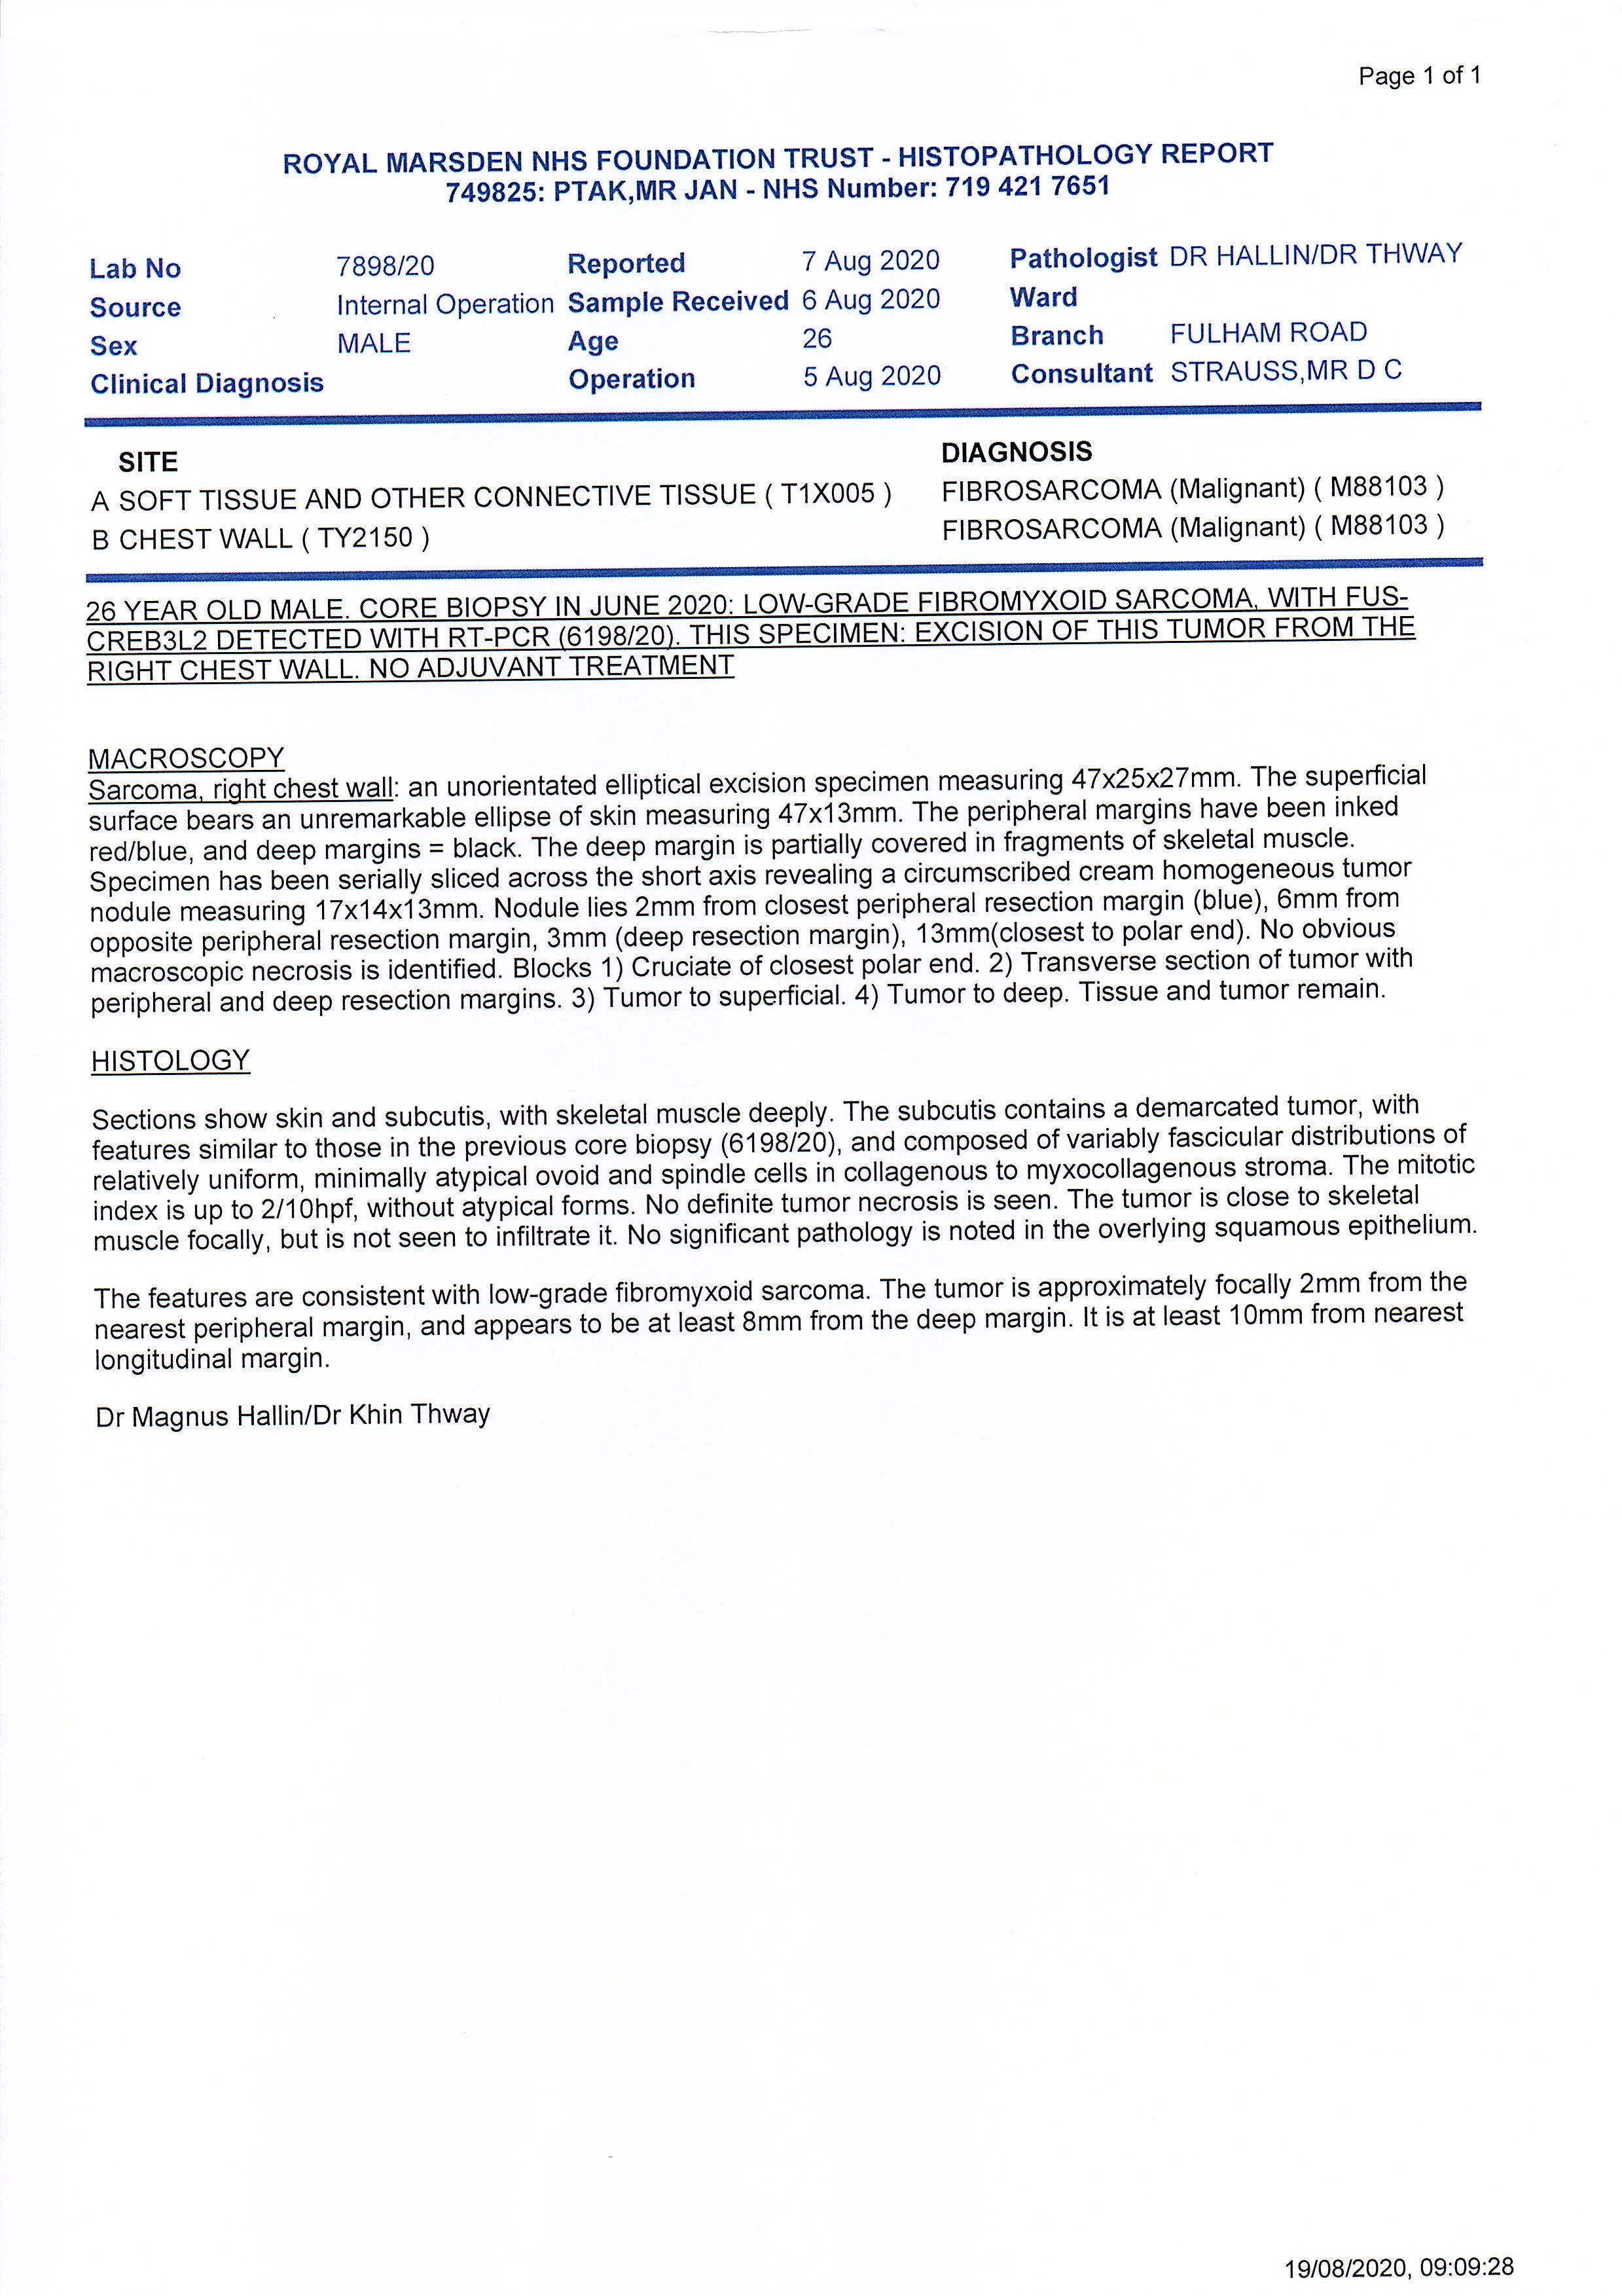 Page 1 of 1
ROYAL MARSDEN NHS FOUNDATION TRUST - HISTOPATHOLOGY REPORT
749825: PTAK,MR JAN - NHS Number: 719 421 7651
Lab No 7898/20 Reported 7 Aug 2020 Pathologist DR HALLIN/DR THWAY
Source Internal Operation Sample Received 6 Aug 2020 Ward
Sex MALE Age 26 Branch FULHAM ROAD
Clinical Diagnosis Operation 5 Aug 2020 Consultant STRAUSS,MR D C
SITE DIAGNOSIS
A SOFT TISSUE AND OTHER CONNECTIVE TISSUE ( T1X005 ) FIBROSARCOMA (Malignant) ( M88103 )
B CHEST WALL ( TY2150 ) FIBROSARCOMA (Malignant) ( M88103 )
26 YEAR OLD MALE. CORE BIOPSY IN JUNE 2020: LOW-GRADE FIBROMYXOID SARCOMA, WITH FUS-
CREB3L2 DETECTED WITH RT-PCR (6198/20). THIS SPECIMEN: EXCISION OF THIS TUMOR FROM THE
RIGHT CHEST WALL. NO ADJUVANT TREATMENT
MACROSCOPY
Sarcoma, right chest wall: an unorientated elliptical excision specimen measuring 47x25x27mm. The superficial
surface bears an unremarkable ellipse of skin measuring 47x13mm. The peripheral margins have been inked
red/blue, and deep margins = black. The deep margin is partially covered in fragments of skeletal muscle.
Specimen has been serially sliced across the short axis revealing a circumscribed cream homogeneous tumor
nodule measuring 17x14x13mm. Nodule lies 2mm from closest peripheral resection margin (blue), 6mm from
opposite peripheral resection margin, 3mm (deep resection margin), 13mm(closest to polar end). No obvious
macroscopic necrosis is identified. Blocks 1) Cruciate of closest polar end. 2) Transverse section of tumor with
peripheral and deep resection margins. 3) Tumor to superficial. 4) Tumor to deep. Tissue and tumor remain.
HISTOLOGY
Sections show skin and subcutis, with skeletal muscle deeply. The subcutis contains a demarcated tumor, with
features similar to those in the previous core biopsy (6198/20), and composed of variably fascicular distributions of
relatively uniform, minimally atypical ovoid and spindle cells in collagenous to myxocollagenous stroma. The mitotic
index is up to 2/10hpf, without atypical forms. No definite tumor necrosis is seen. The tumor is close to skeletal
muscle focally, but is not seen to infiltrate it. No significant pathology is noted in the overlying squamous epithelium.
The features are consistent with low-grade fibromyxoid sarcoma. The tumor is approximately focally 2mm from the
nearest peripheral margin, and appears to be at least 8mm from the deep margin. It is at least 10mm from nearest
longitudinal margin.
Dr Magnus Hallin/Dr Khin Thway
19/08/2020, 09:09:28